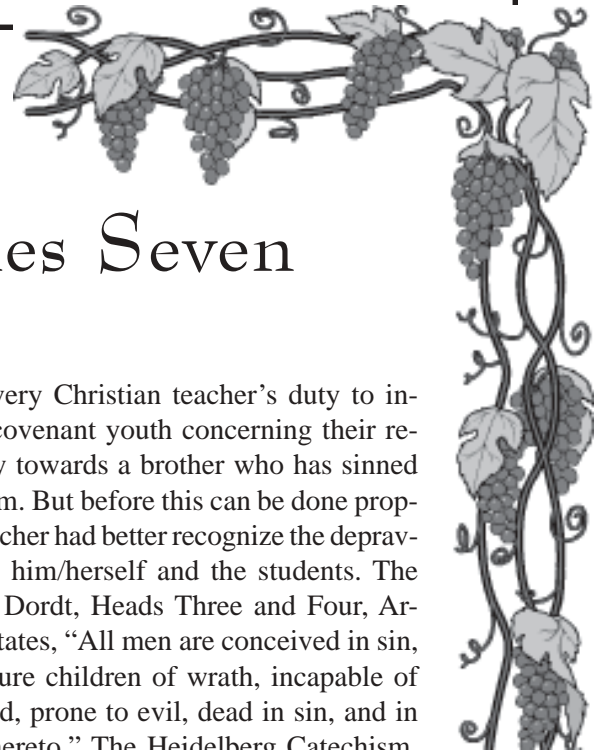 es Seven
very Christian teacher’s duty to in-
covenant youth concerning their re-
y towards a brother who has sinned
m. But before this can be done prop-
cher had better recognize the deprav-
him/herself and the students. The
Dordt, Heads Three and Four, Ar-
tates, “All men are conceived in sin,
ure children of wrath, incapable of
d, prone to evil, dead in sin, and in
hereto.” The Heidelberg Catechism,